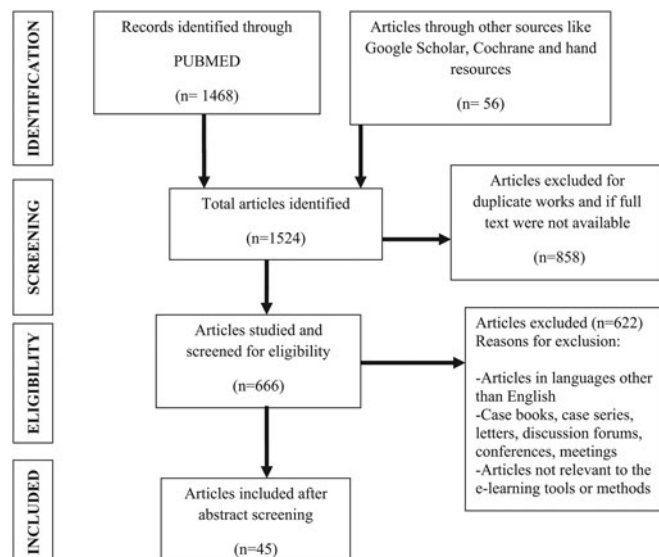 IDENTIFICATION
Records identified through
PUBMED
(n= 1468)
Articles through other sources like
Google Scholar, Cochrane and hand
resources
(n= 56)
SCREENING
Total articles identified
(n=1524)
Articles excluded for
duplicate works and if full
text were not available
(n=858)
ELIGIBILITY
Articles studied and
screened for eligibility
(n=666)
Articles excluded (n=622)
Reasons for exclusion:
-Articles in languages other
than English
-Case books, case series,
letters, discussion forums,
conferences, meetings
-Articles not relevant to the
e-learning tools or methods
INCLUDED
Articles included after
abstract screening
(n=45)